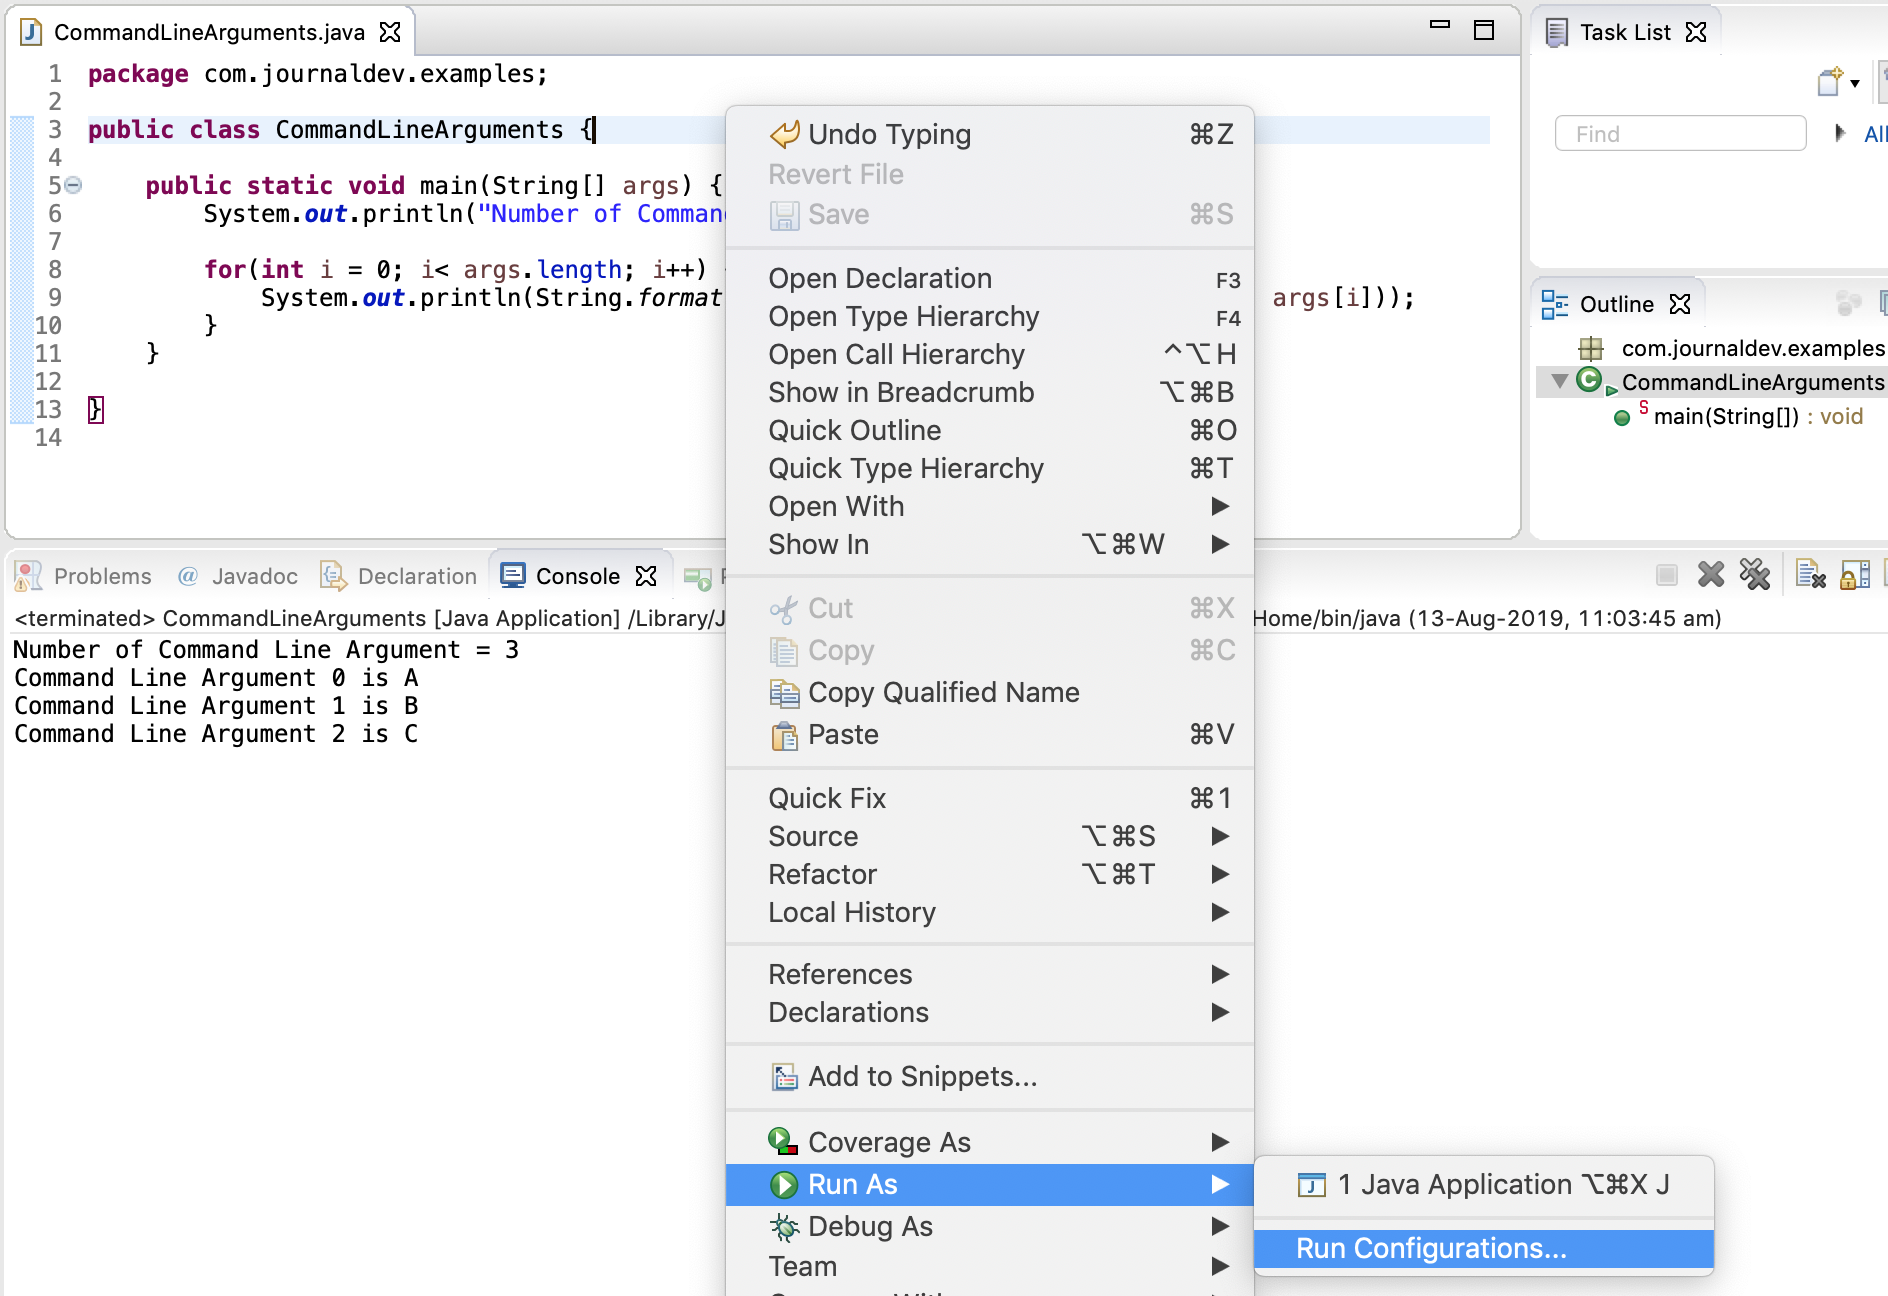 CommandLineArguments.java
1 package com.journaldev.examples;
2
3 public class CommandLineArguments {
4
5 public static void main(String[] args) {
6 System.out.println("Number of Comman
7
8 for(int i = 0; i< args.length; i++)
9 System.out.println(String.format args[i]));
10 }
11 }
12
13 }
14
Undo Typing ⌘Z
Revert File
Save ⌘S
Open Declaration F3
Open Type Hierarchy F4
Open Call Hierarchy ^⌥H
Show in Breadcrumb ⌥⌘B
Quick Outline ⌘O
Quick Type Hierarchy ⌘T
Open With
Show In ⌥⌘W
Cut ⌘X
Copy ⌘C
Copy Qualified Name
Paste ⌘V
Quick Fix ⌘1
Source ⌥⌘S
Refactor ⌥⌘T
Local History
References
Declarations
Add to Snippets...
Coverage As
Run As
Debug As
Team
1 Java Application ⌥⌘X J
Run Configurations...
Task List
Find
All
Outline
com.journaldev.examples
CommandLineArguments
S main(String[]) : void
Problems @ Javadoc Declaration Console
<terminated> CommandLineArguments [Java Application] /Library/J Home/bin/java (13-Aug-2019, 11:03:45 am)
Number of Command Line Argument = 3
Command Line Argument 0 is A
Command Line Argument 1 is B
Command Line Argument 2 is C